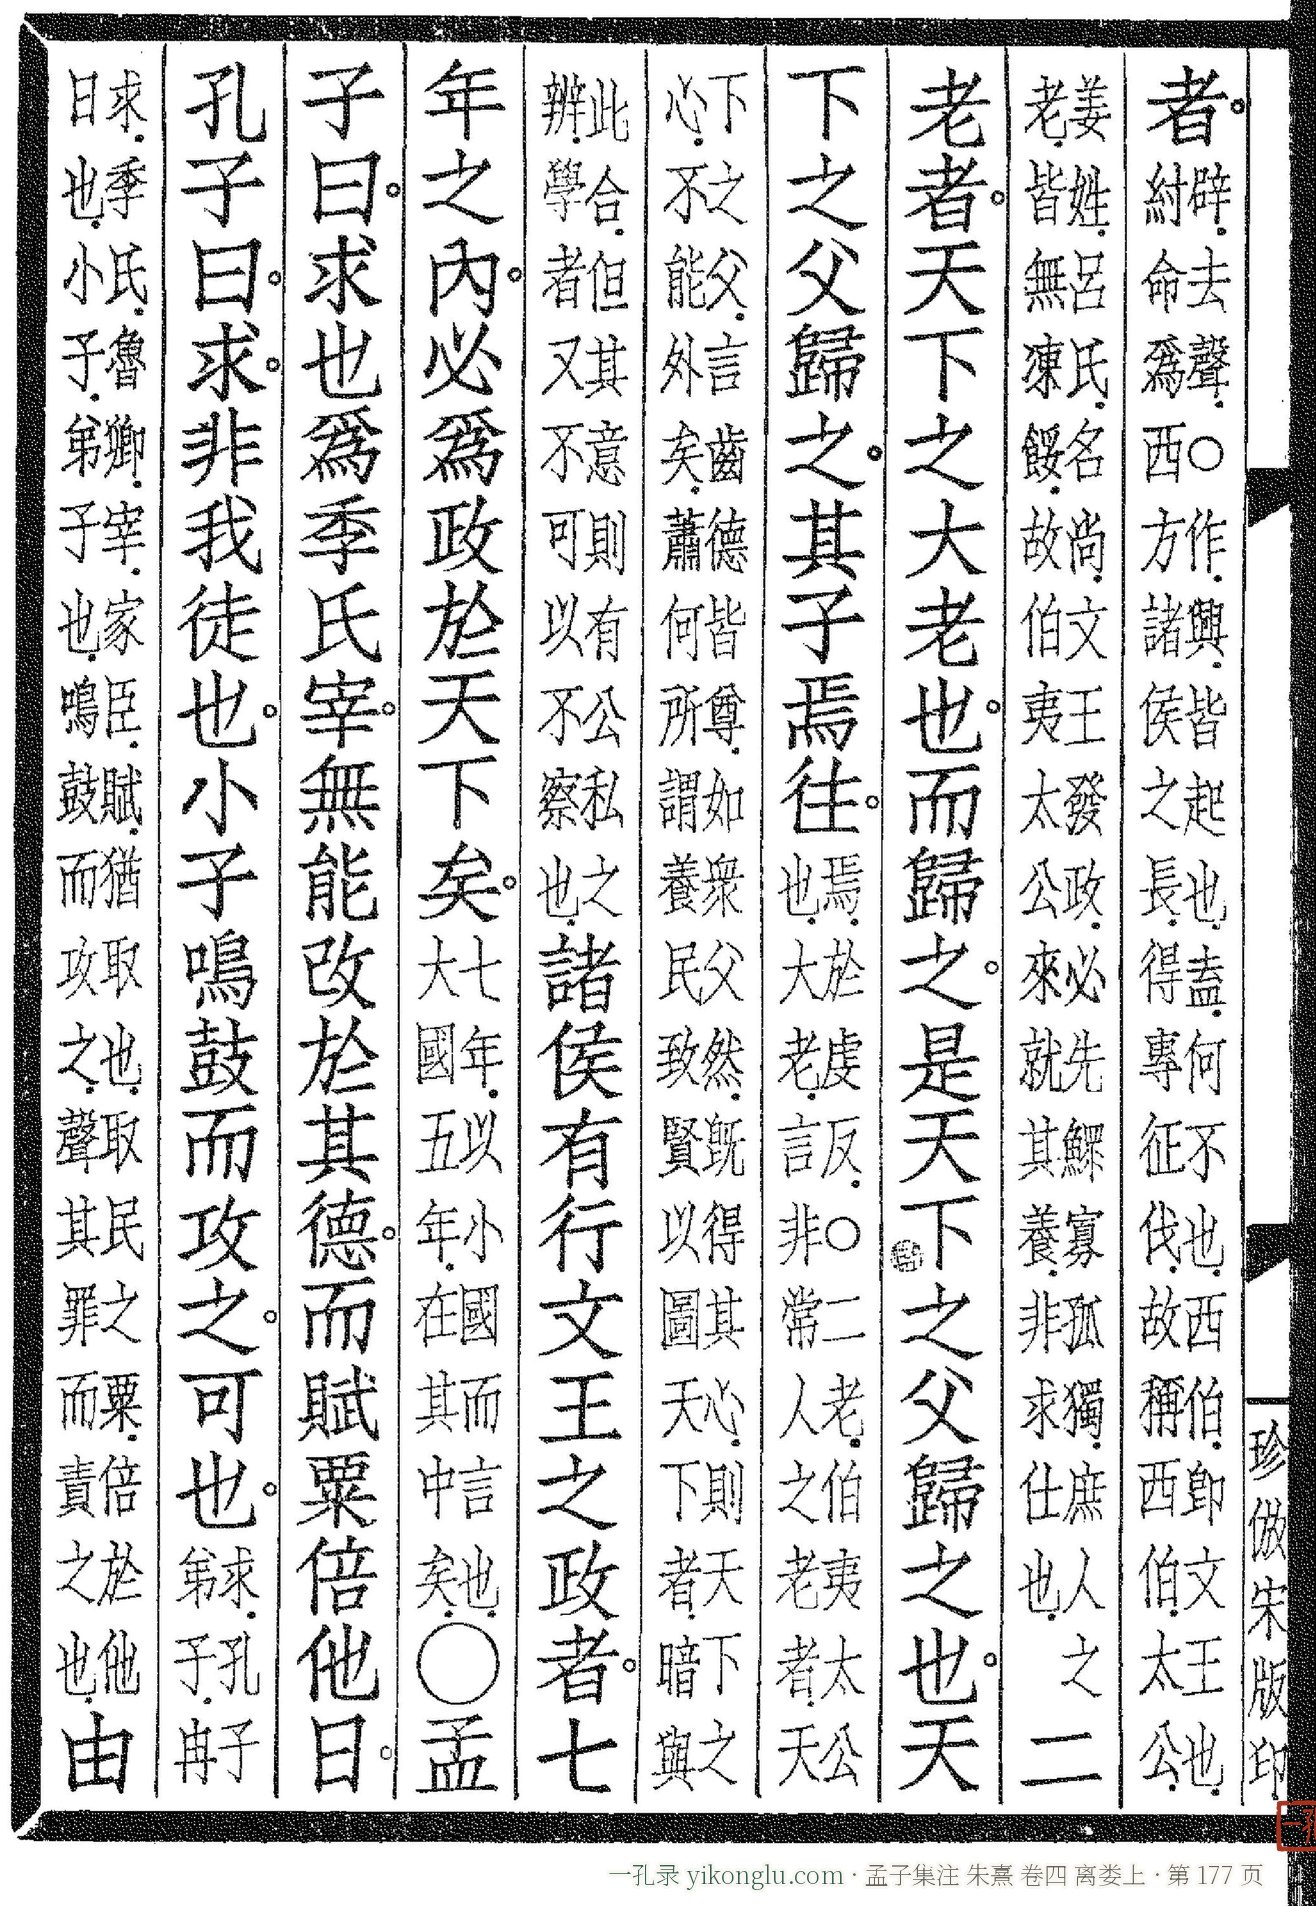 者。辟，去聲。○作，興，皆起也。盍，何不也。西伯，即文王也。紂命爲西方諸侯之長，得專征伐，故稱西伯。太公，
姜姓，呂氏，名尚。文王發政，必先鰥寡孤獨，庶人之老，皆無凍餒，故伯夷太公來就其養，非求仕也。二
老者。天下之大老也。而歸之。是天下之父歸之也。天
下之父歸之。其子焉往。焉，於虔反。○二老，伯夷太公也。大老，言非常人之老者。天
下之父，言齒德皆尊，如衆父然。既得其心，則天下之心，不能外矣。蕭何所謂養民致賢以圖天下者，暗與
此合，但其意則有公私之辨，學者又不可以不察也。諸侯有行文王之政者。七
年之內。必爲政於天下矣。七年，以小國而言也。大國五年，在其中矣。○孟
子曰。求也爲季氏宰。無能改於其德。而賦粟倍他日。
孔子曰。求。非我徒也。小子鳴鼓而攻之。可也。求，孔子弟子，冉
求。季氏，魯卿。宰，家臣。賦，猶取也。取民之粟，倍於他日也。小子，弟子也。鳴鼓而攻之，聲其罪而責之也。由
珍倣宋版印
一孔录 yikonglu.com · 孟子集注 朱熹 卷四 离娄上 · 第 177 页